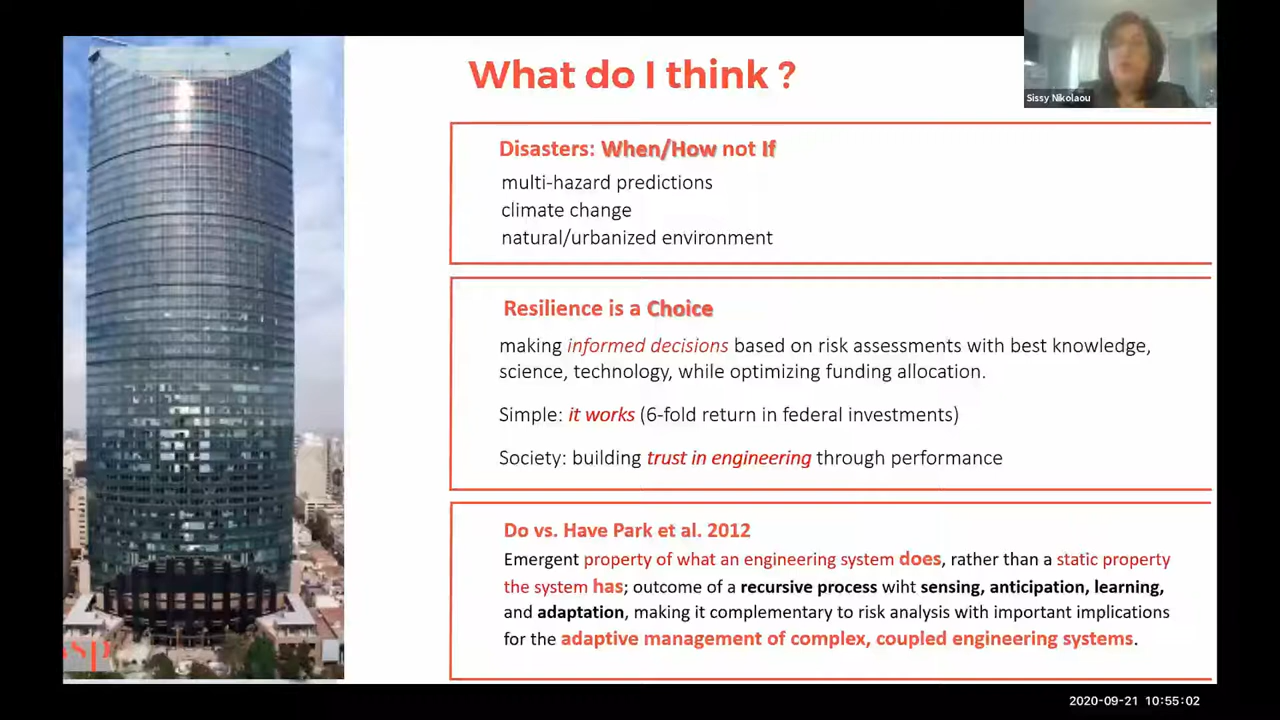 What do I think ?
Sissy Nikolaou
Disasters: When/How not If
multi-hazard predictions
climate change
natural/urbanized environment
Resilience is a Choice
making informed decisions based on risk assessments with best knowledge,
science, technology, while optimizing funding allocation.
Simple: it works (6-fold return in federal investments)
Society: building trust in engineering through performance
Do vs. Have Park et al. 2012
Emergent property of what an engineering system does, rather than a static property
the system has; outcome of a recursive process wiht sensing, anticipation, learning,
and adaptation, making it complementary to risk analysis with important implications
for the adaptive management of complex, coupled engineering systems.
2020-09-21 10:55:02